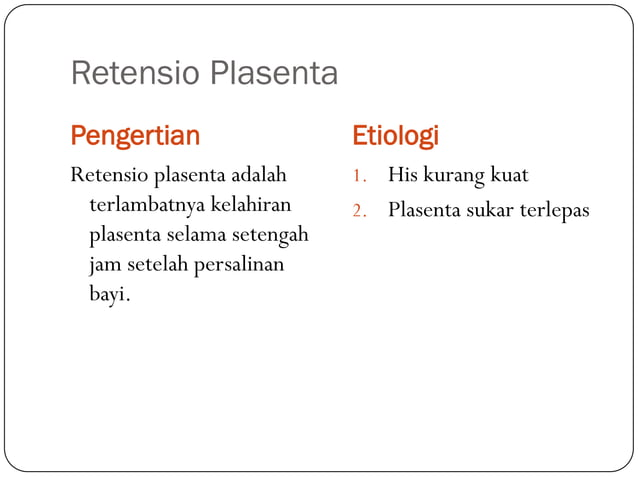 Retensio Plasenta
Pengertian
Retensio plasenta adalah
terlambatnya kelahiran
plasenta selama setengah
jam setelah persalinan
bayi.
Etiologi
1. His kurang kuat
2. Plasenta sukar terlepas